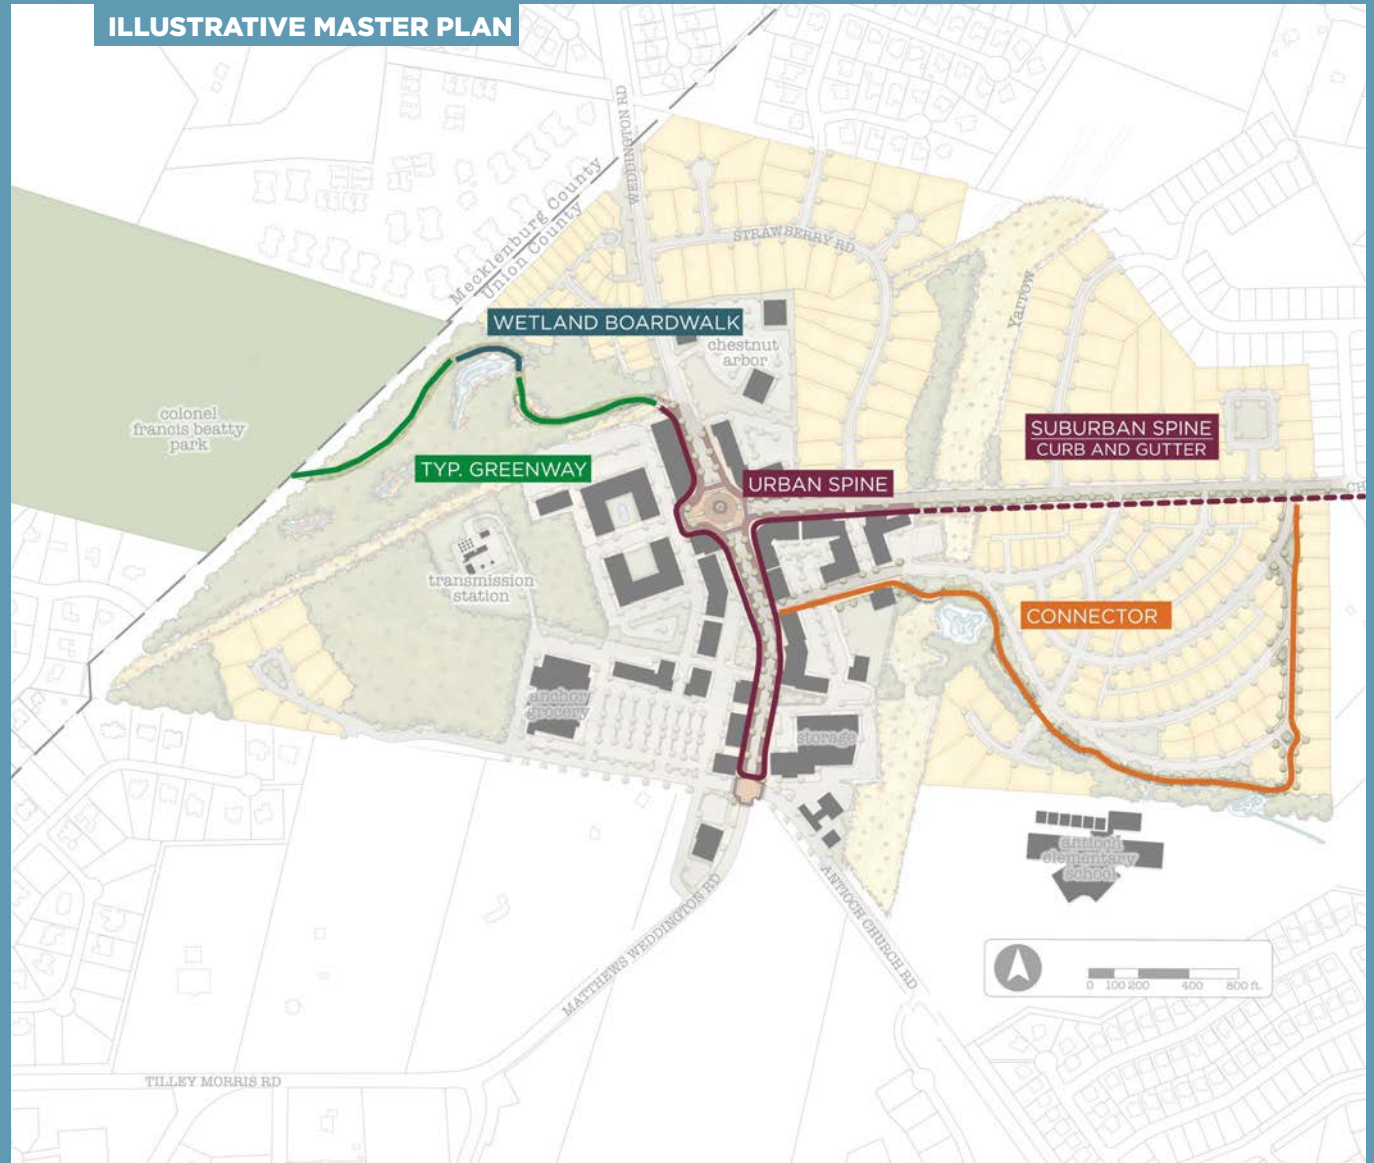 ILLUSTRATIVE MASTER PLAN
WEDDINGTON RD
Mecklenburg County
Union County
STRAWBERRY RD
Yarrow
WETLAND BOARDWALK
chestnut
arbor
colonel
francis beatty
park
SUBURBAN SPINE
CURB AND GUTTER
TYP. GREENWAY
URBAN SPINE
CH
transmission
station
CONNECTOR
anchor
grocery
storage
antioch
elementary
school
MATTHEWS WEDDINGTON RD
ANTIOCH CHURCH RD
0 100 200 400 800 ft.
TILLEY MORRIS RD